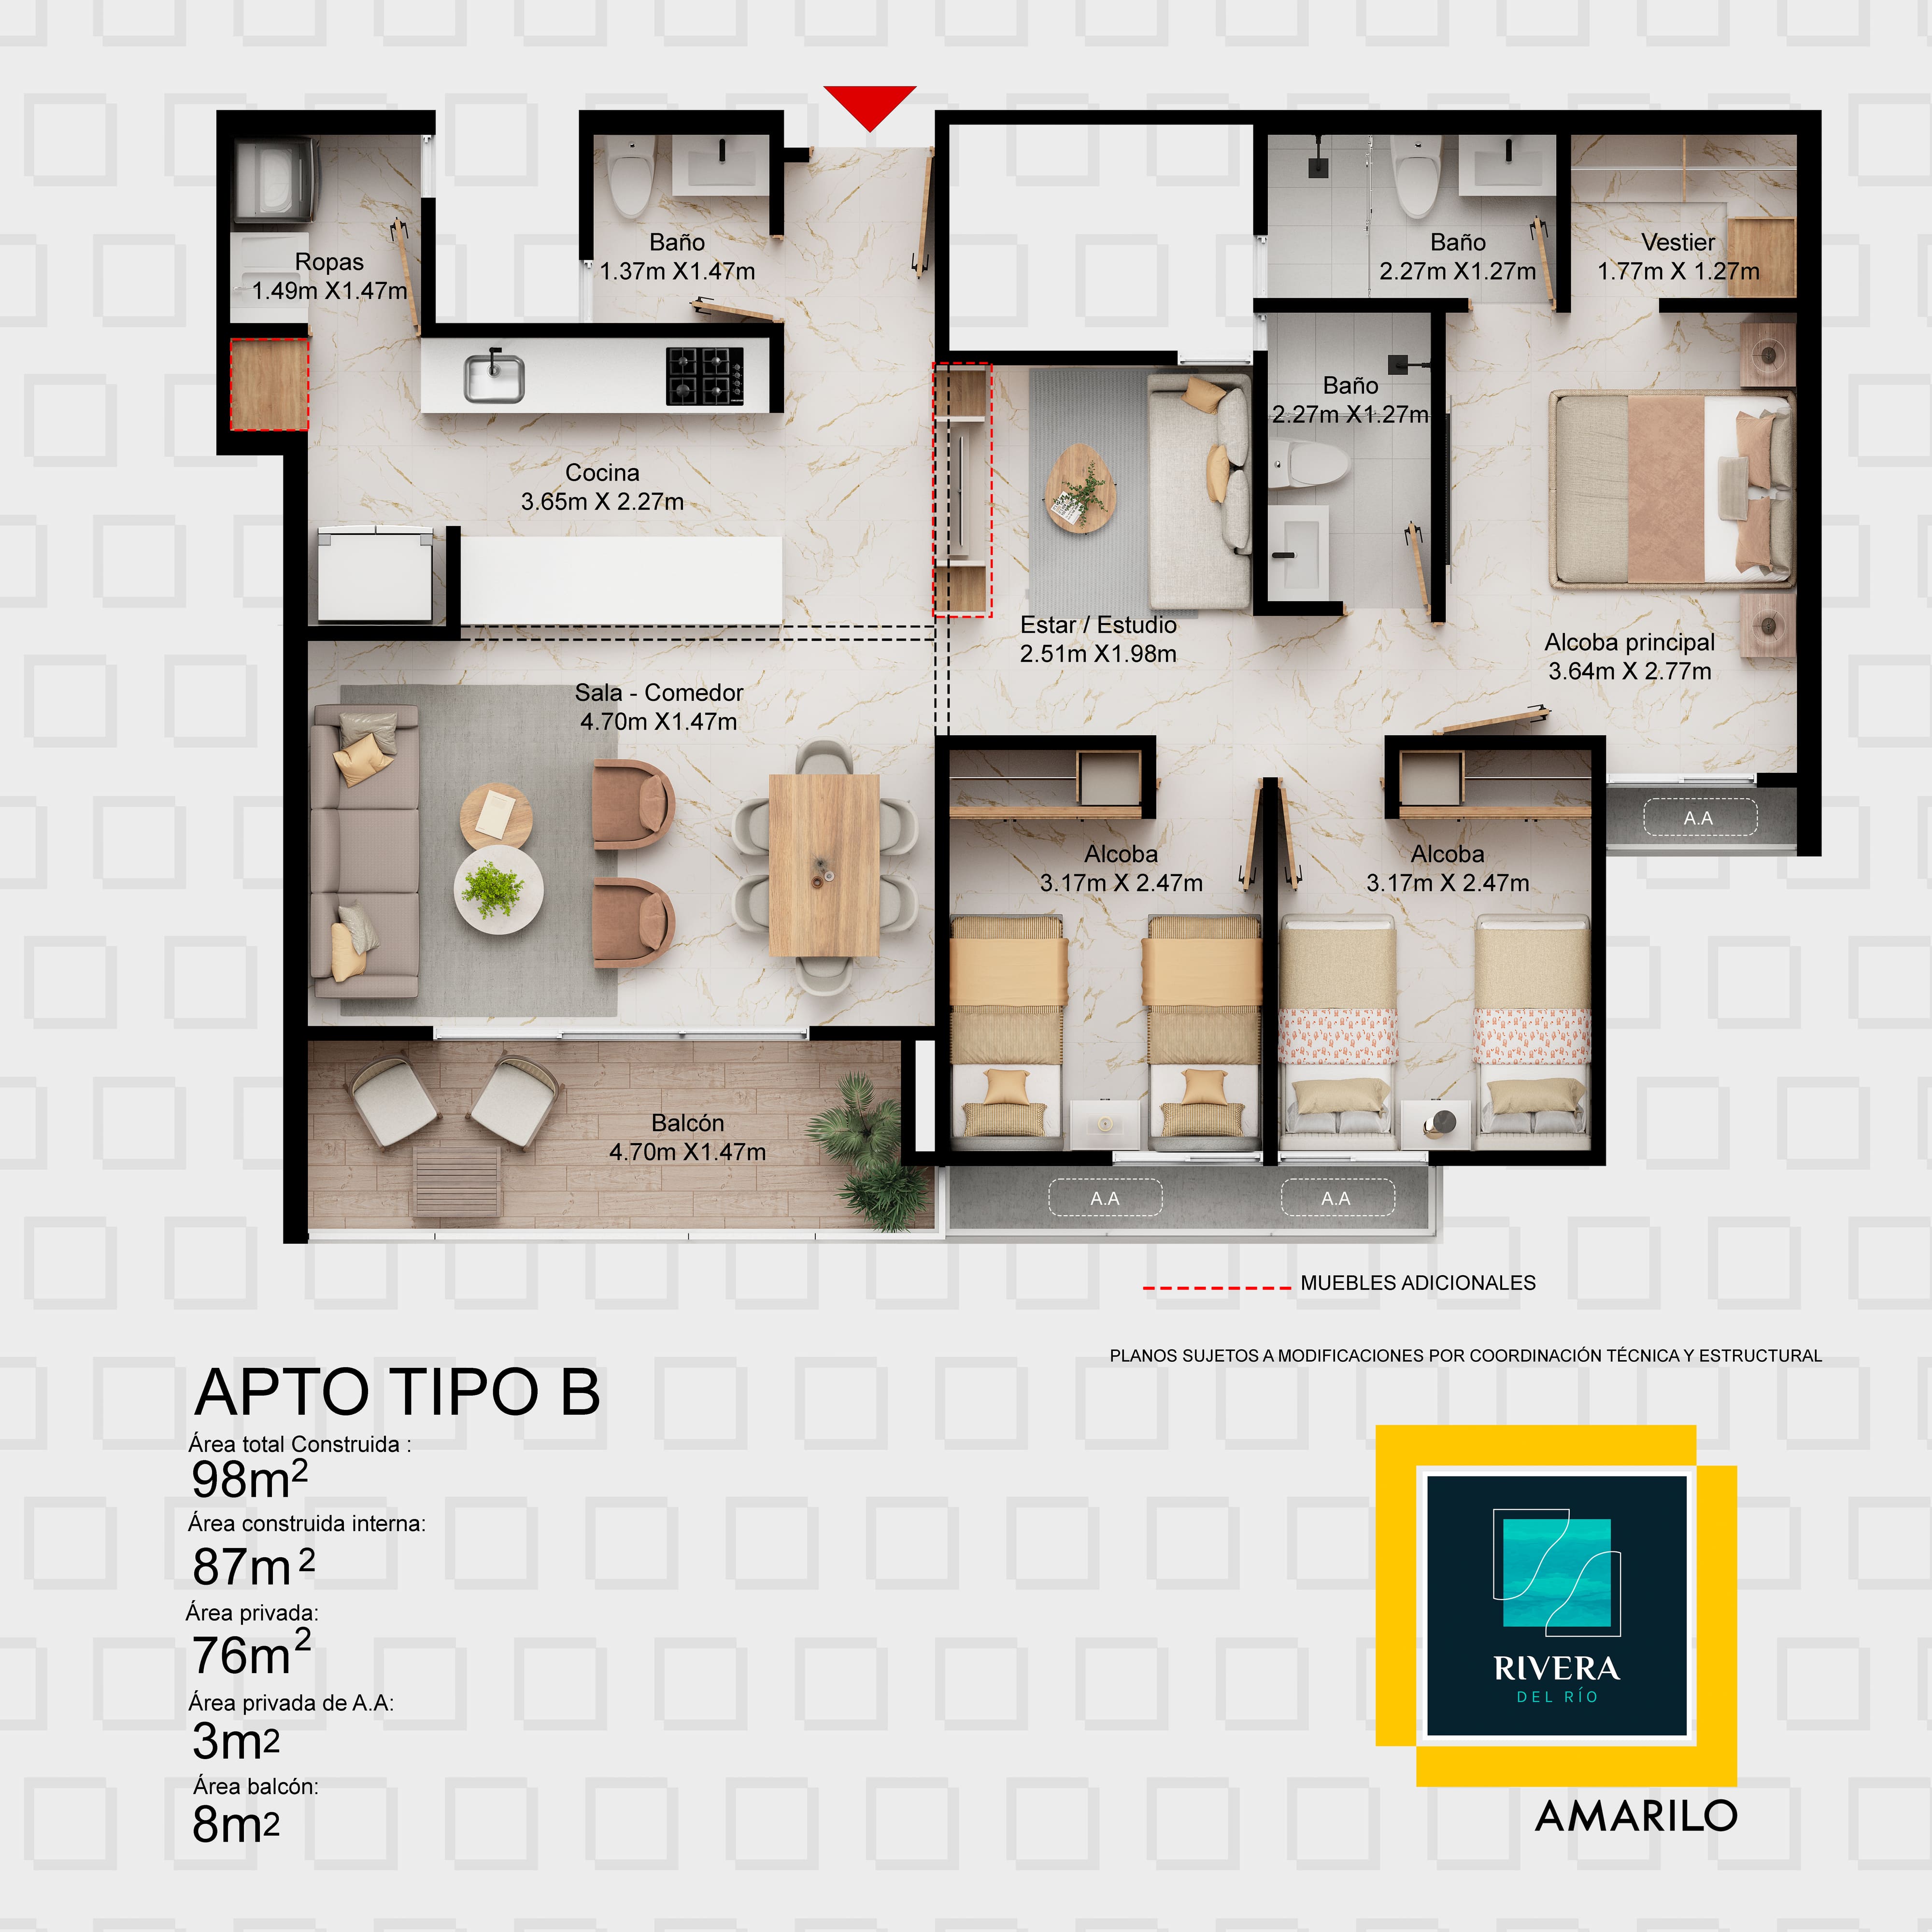 Ropas
1.49m X1.47m
Baño
1.37m X1.47m
Baño
2.27m X1.27m
Vestier
1.77m X 1.27m
Baño
2.27m X1.27m
Cocina
3.65m X 2.27m
Estar / Estudio
2.51m X1.98m
Alcoba principal
3.64m X 2.77m
Sala - Comedor
4.70m X1.47m
A.A
Alcoba
3.17m X 2.47m
Alcoba
3.17m X 2.47m
Balcón
4.70m X1.47m
A.A
A.A
MUEBLES ADICIONALES
PLANOS SUJETOS A MODIFICACIONES POR COORDINACIÓN TÉCNICA Y ESTRUCTURAL
APTO TIPO B
Área total Construida :
98m2
Área construida interna:
87m 2
Área privada:
76m2
Área privada de A.A:
3m2
Área balcón:
8m2
RIVERA
DEL RÍO
AMARILO